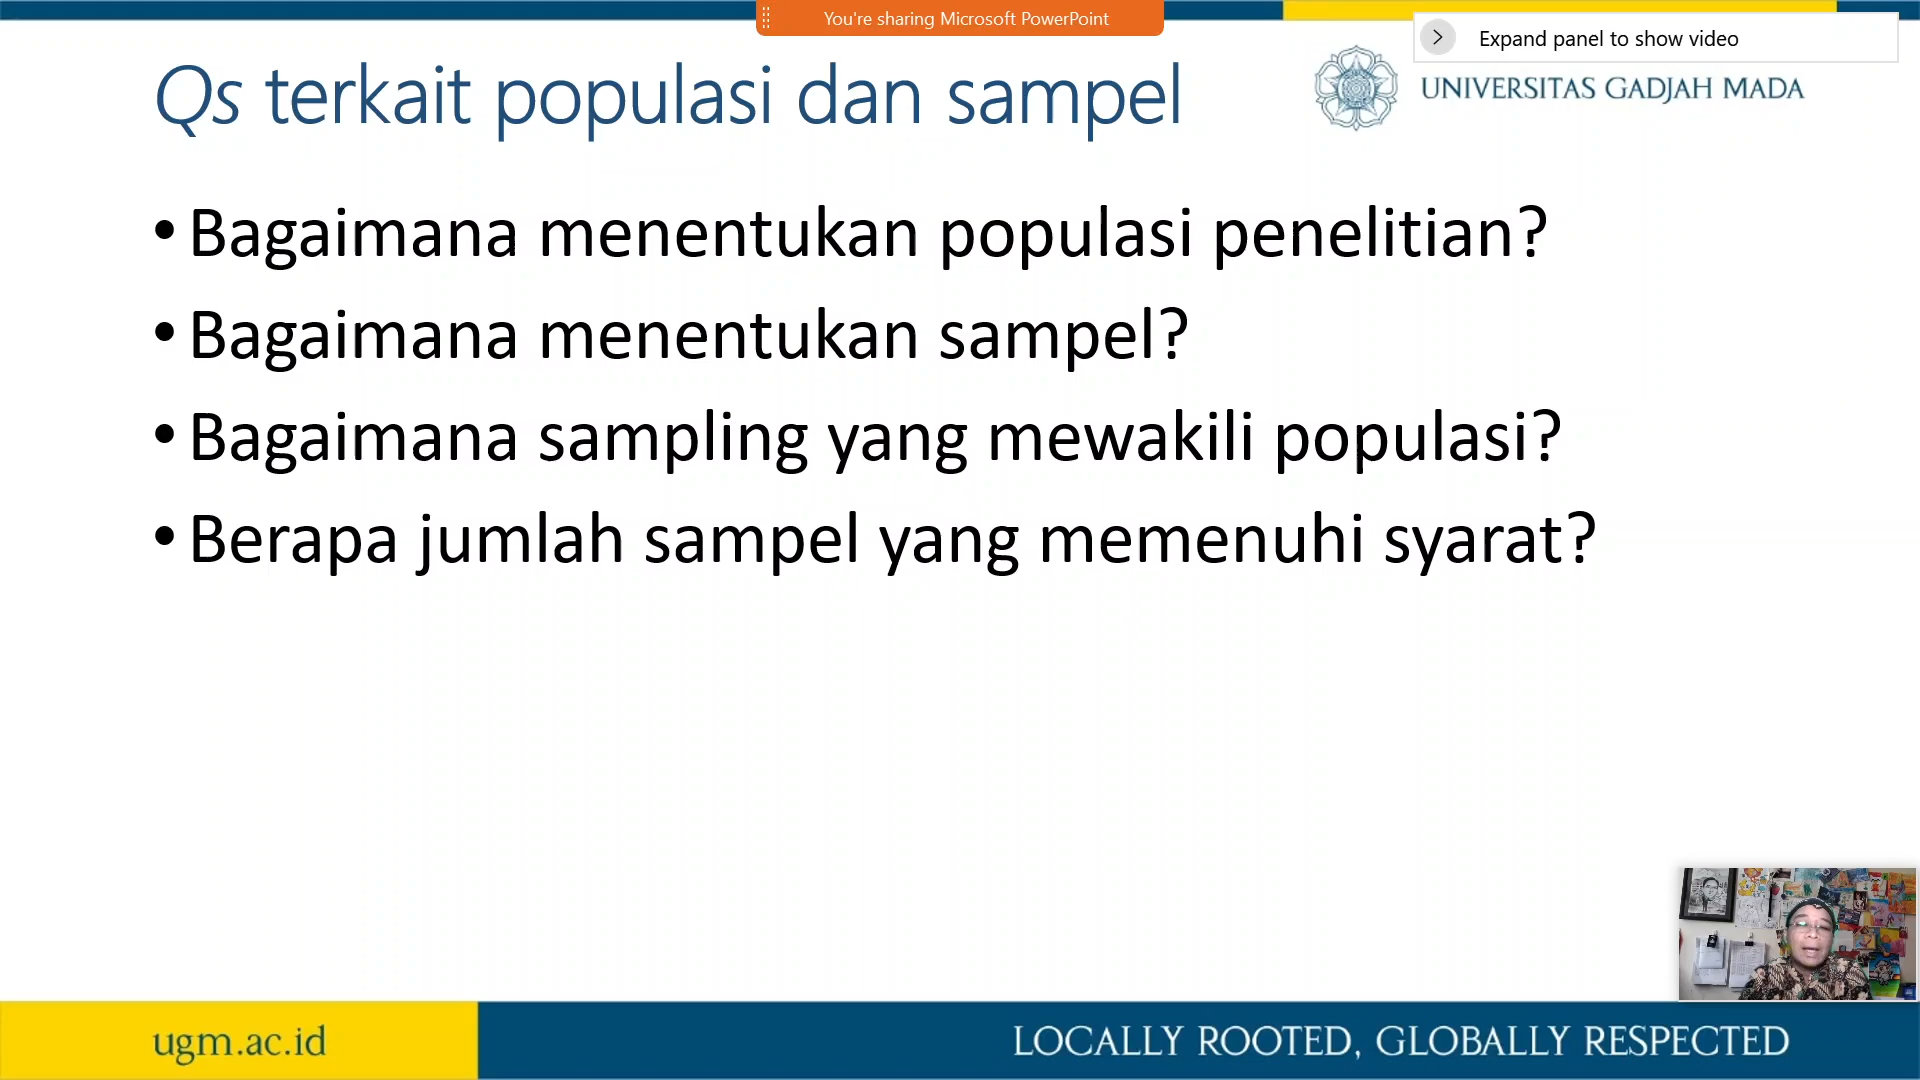 You're sharing Microsoft PowerPoint
Expand panel to show video
Qs terkait populasi dan sampel
UNIVERSITAS GADJAH MADA
• Bagaimana menentukan populasi penelitian?
• Bagaimana menentukan sampel?
• Bagaimana sampling yang mewakili populasi?
• Berapa jumlah sampel yang memenuhi syarat?
ugm.ac.id
LOCALLY ROOTED, GLOBALLY RESPECTED